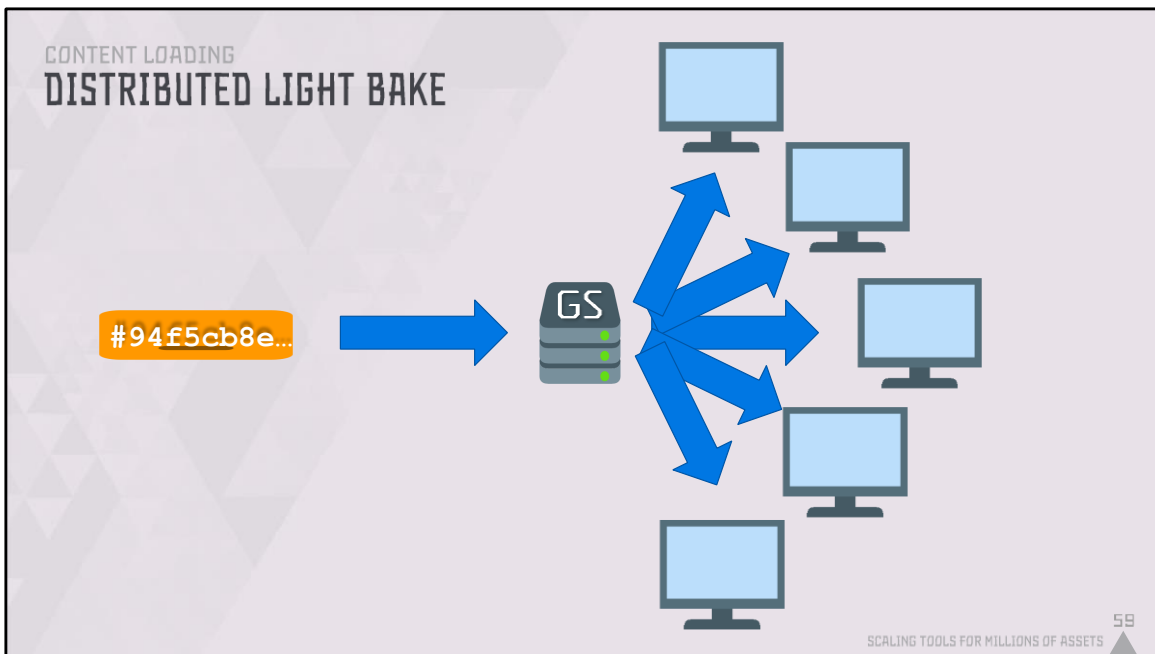 CONTENT LOADING
DISTRIBUTED LIGHT BAKE
#94f5cb8e…
GS
59
SCALING TOOLS FOR MILLIONS OF ASSETS